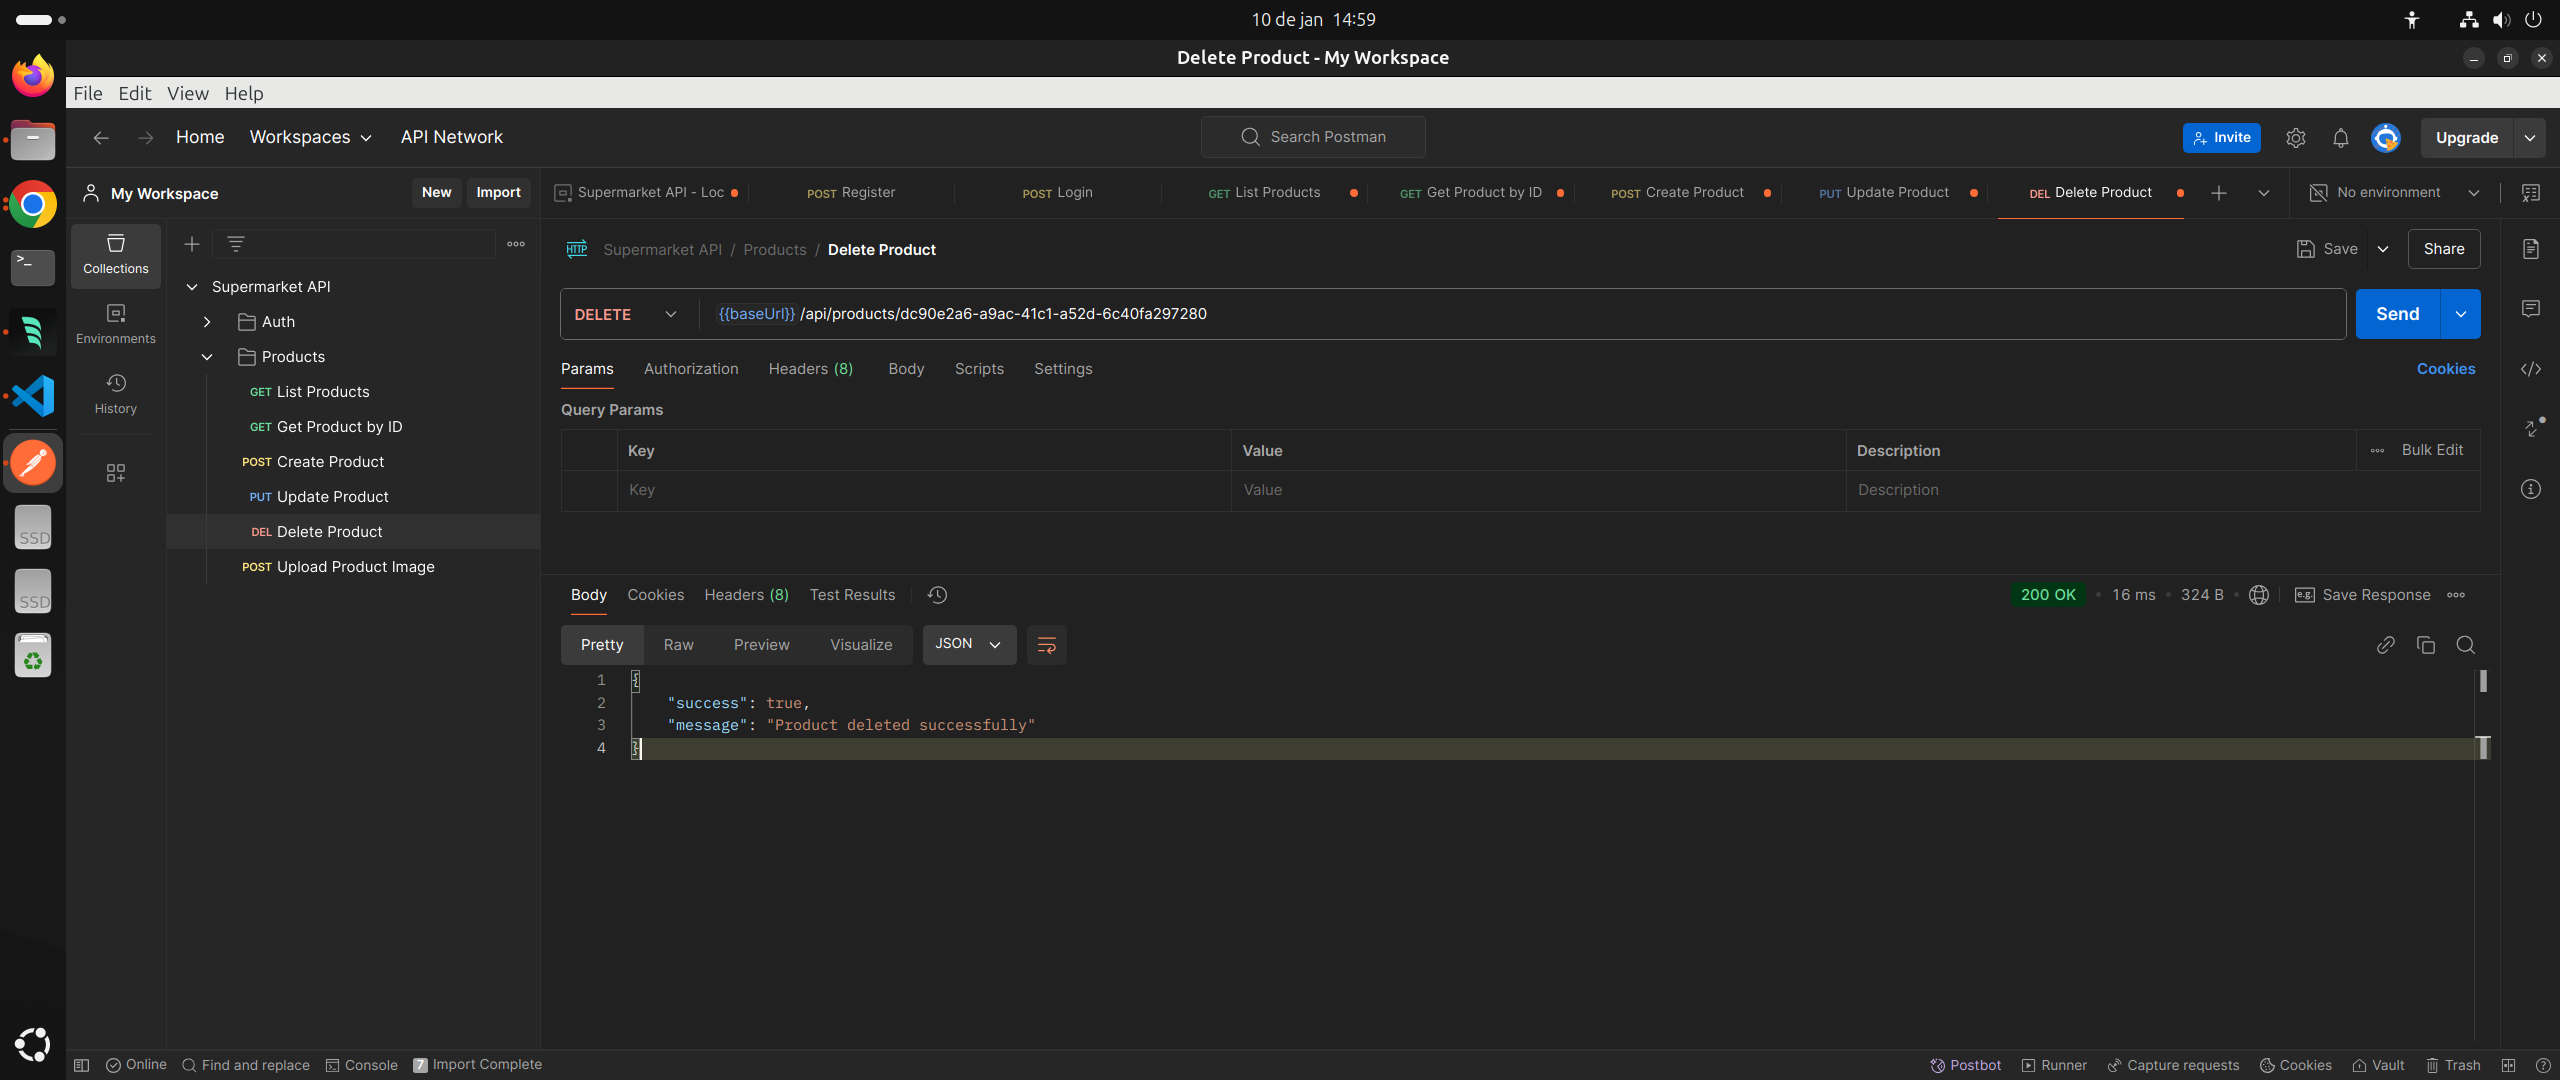 10 de jan 14:59
Delete Product - My Workspace
File Edit View Help
Home Workspaces API Network
Search Postman
Invite
Upgrade
My Workspace
New Import
Supermarket API - Loc
POST Register
POST Login
GET List Products
GET Get Product by ID
POST Create Product
PUT Update Product
DEL Delete Product
No environment
Collections
Environments
History
Supermarket API
Auth
Products
GET List Products
GET Get Product by ID
POST Create Product
PUT Update Product
DEL Delete Product
POST Upload Product Image
HTTP
Supermarket API / Products / Delete Product
Save
Share
DELETE
{{baseUrl}} /api/products/dc90e2a6-a9ac-41c1-a52d-6c40fa297280
Send
Params Authorization Headers (8) Body Scripts Settings
Cookies
Query Params
Key Value Description
Bulk Edit
Key Value Description
Body Cookies Headers (8) Test Results
200 OK • 16 ms • 324 B •
e.g. Save Response
Pretty Raw Preview Visualize
JSON
1 {
2 "success": true,
3 "message": "Product deleted successfully"
4 }
SSD
SSD
Online Find and replace Console 7 Import Complete
Postbot Runner Capture requests Cookies Vault Trash